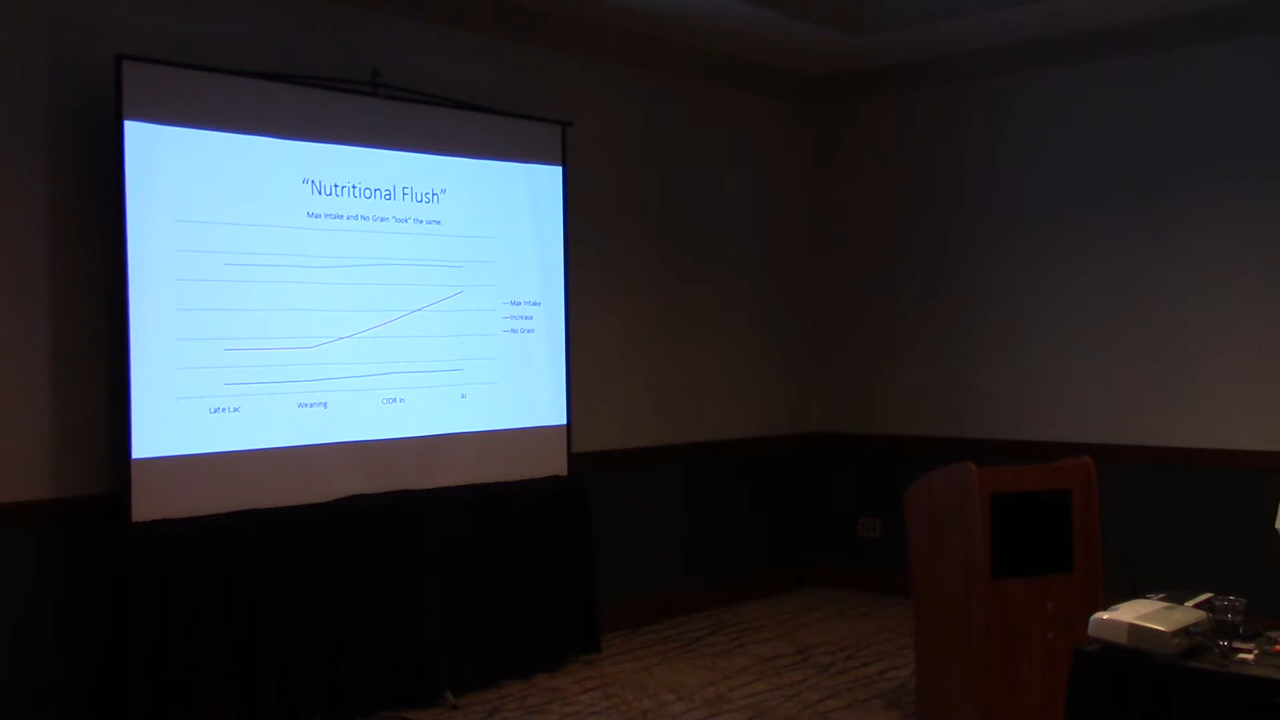 “Nutritional Flush”
Max Intake and No Grain “look” the same.
Max Intake
Increase
No Grain
Late Lac
Weaning
CIDR In
AI